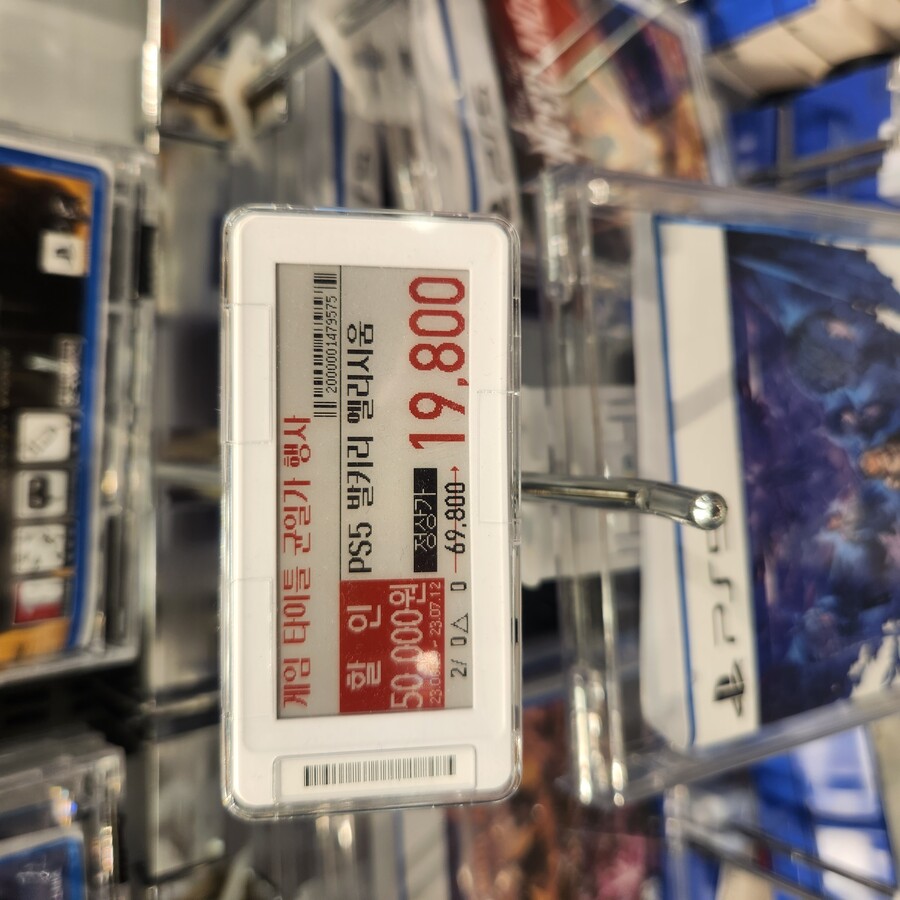 게임 타이틀 균일가 행사
2000001479575
PS5 발키리 엘리시움
할 인
50,000원
정상가
69,800→
19,800
- 23.07.12
2/ 0△ 0
PS5